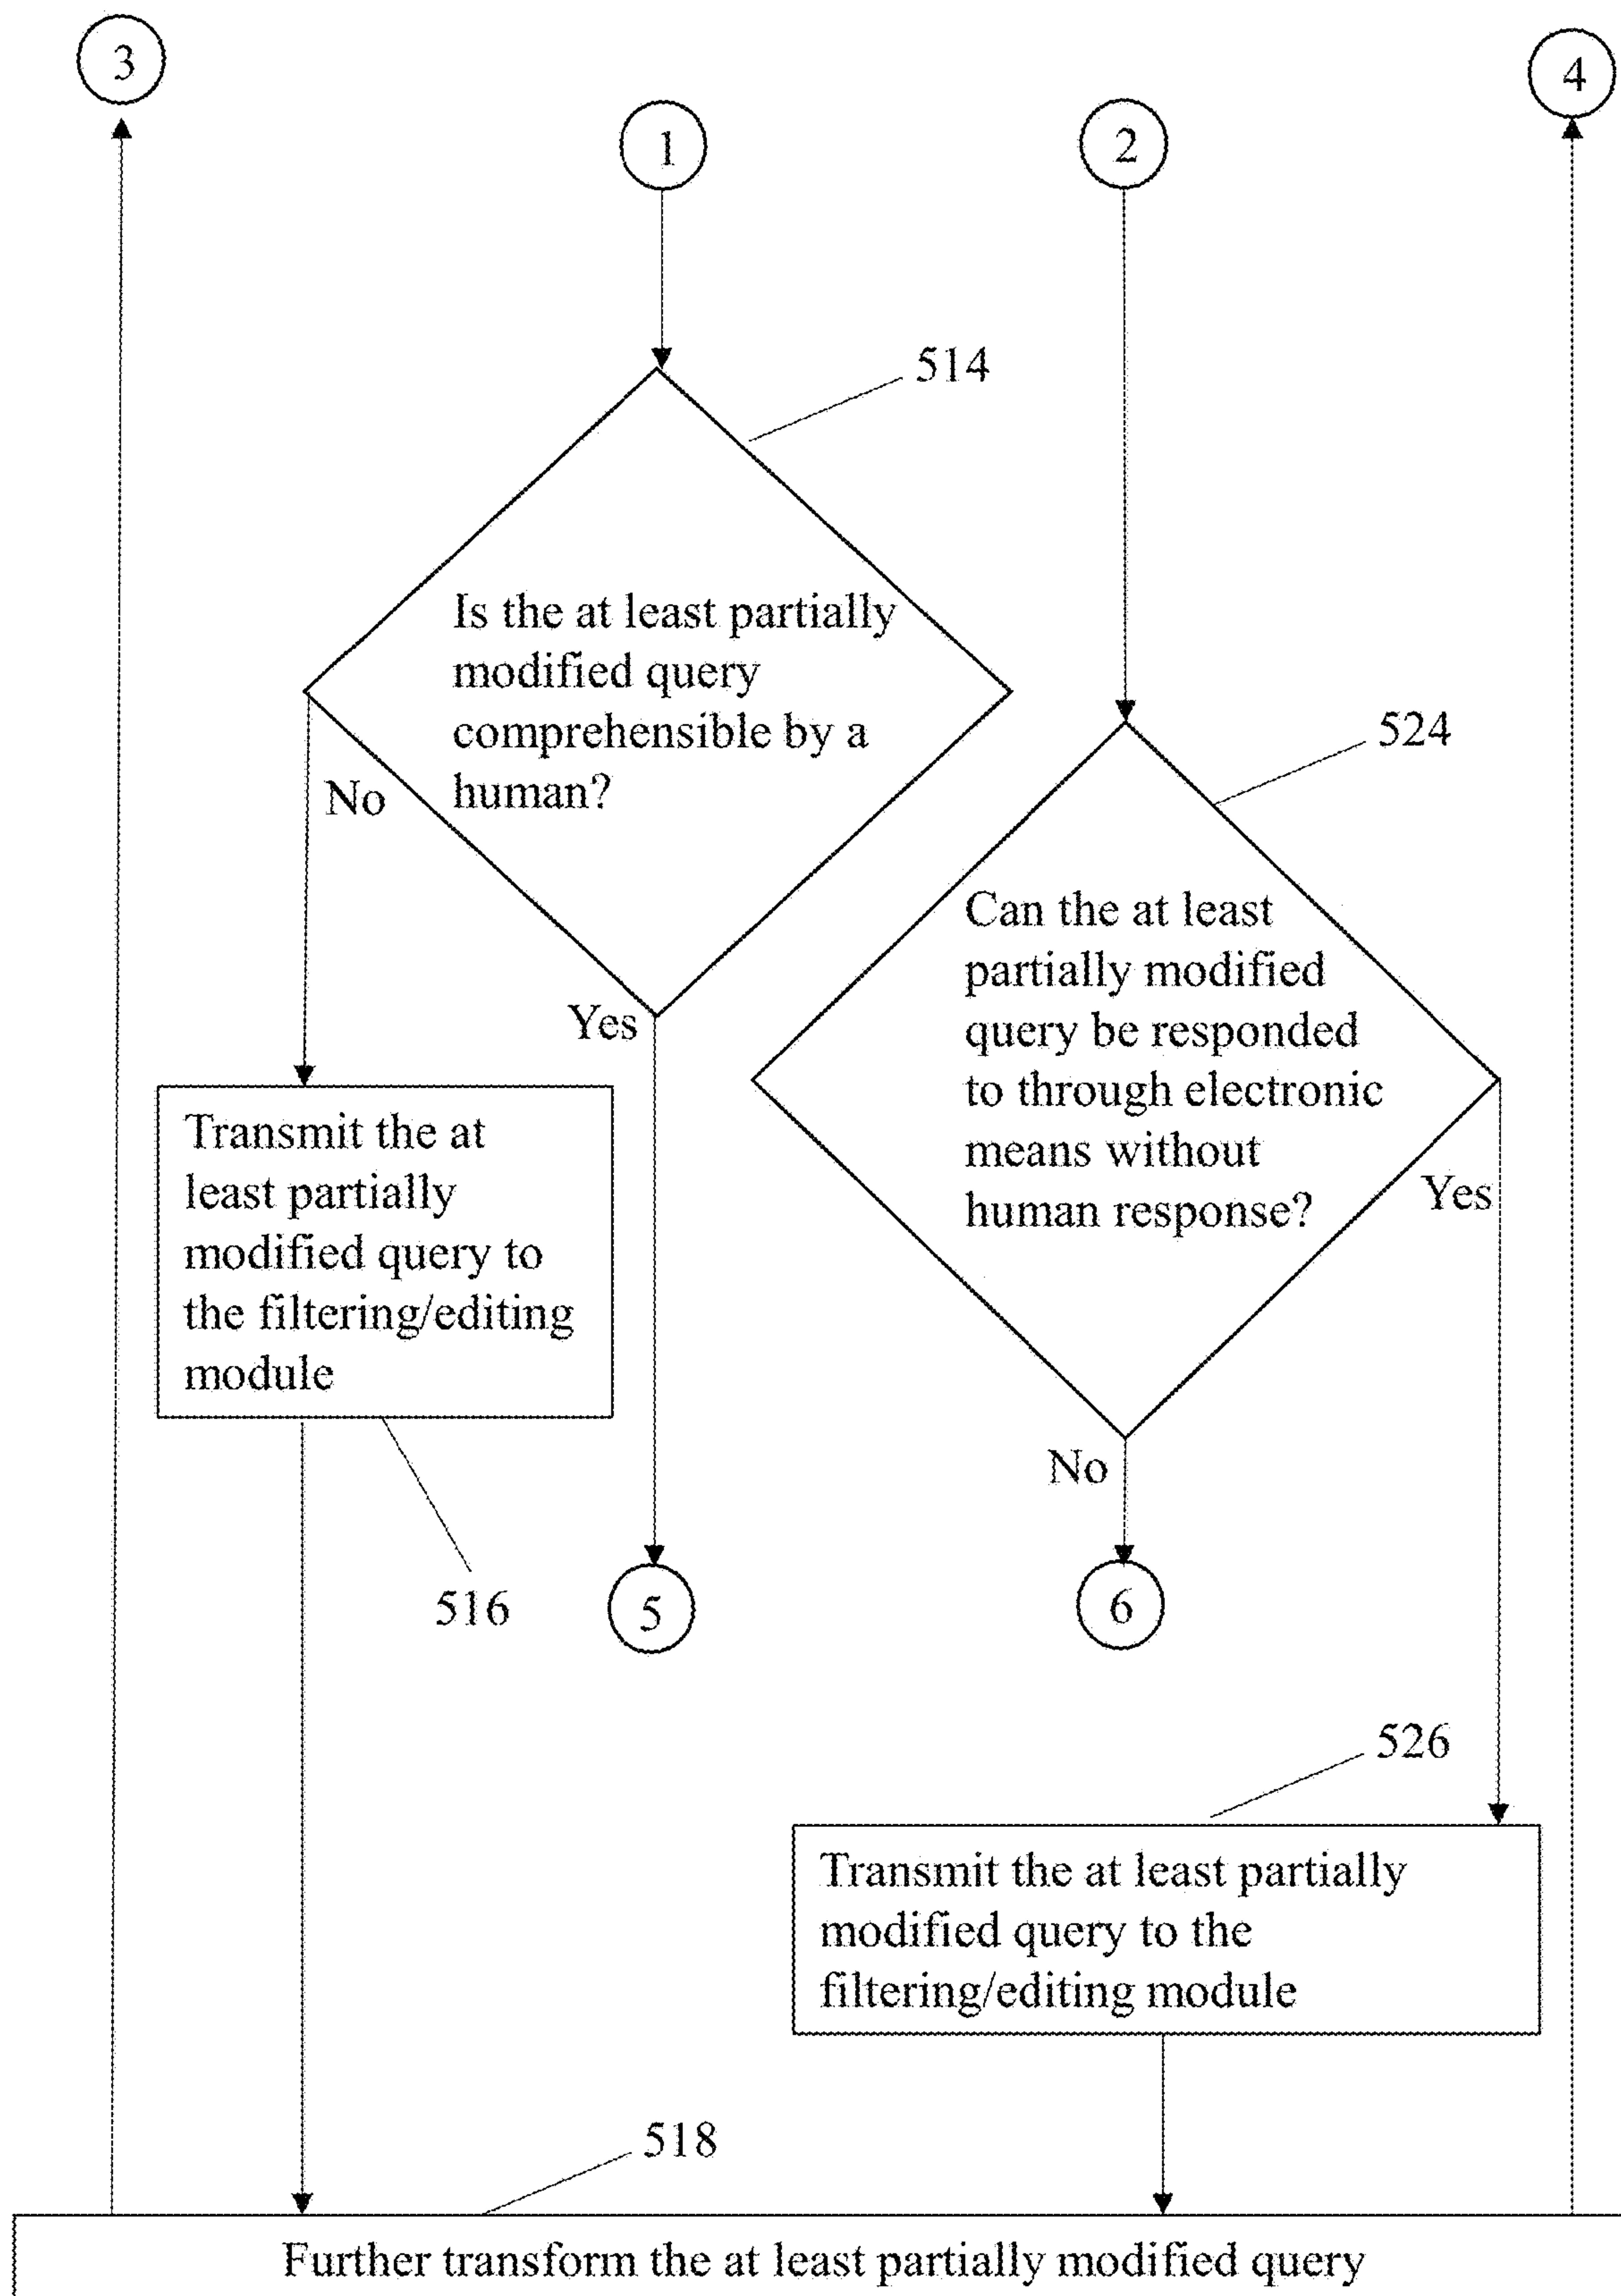 3
4
1
2
514
Is the at least partially
modified query
comprehensible by a
human?
No
Yes
524
Can the at least
partially modified
query be responded
to through electronic
means without
human response?
Yes
No
Transmit the at
least partially
modified query to
the filtering/editing
module
516
5
6
526
Transmit the at least partially
modified query to the
filtering/editing module
518
Further transform the at least partially modified query